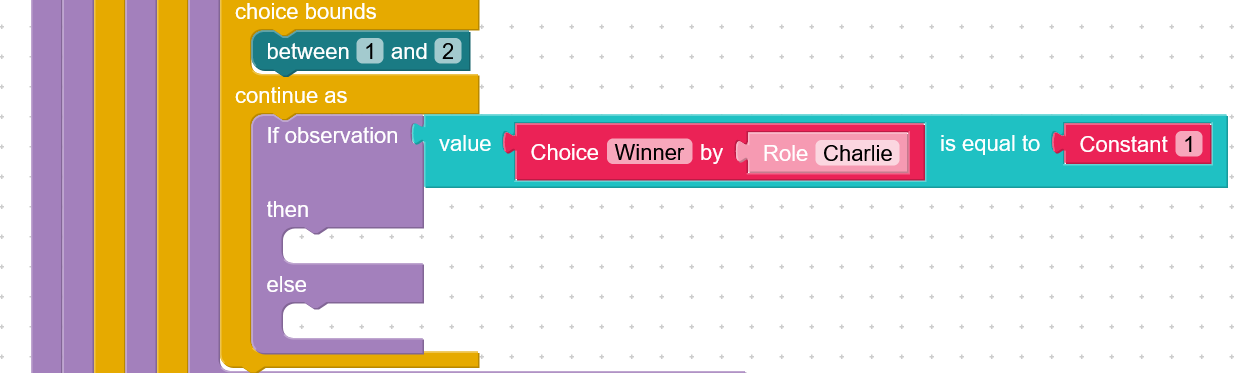 choice bounds
between 1 and 2
continue as
If observation value Choice Winner by Role Charlie is equal to Constant 1
then
else